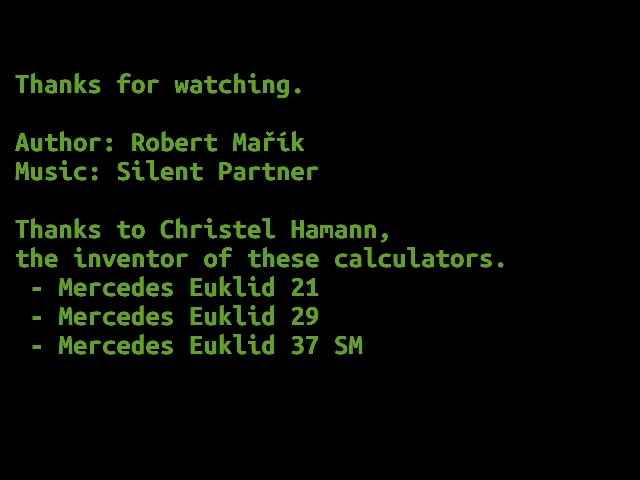 Thanks for watching.
Author: Robert Mařík
Music: Silent Partner
Thanks to Christel Hamann,
the inventor of these calculators.
- Mercedes Euklid 21
- Mercedes Euklid 29
- Mercedes Euklid 37 SM